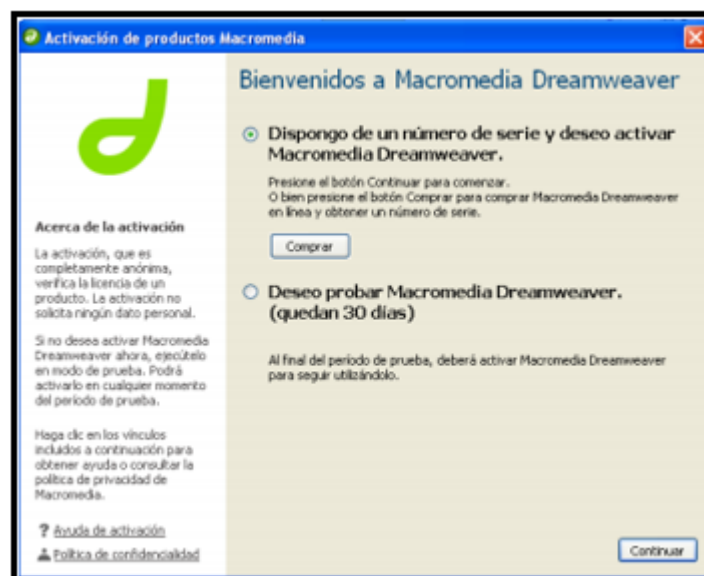 Activación de productos Macromedia
Bienvenidos a Macromedia Dreamweaver
Dispongo de un número de serie y deseo activar
Macromedia Dreamweaver.
Presione el botón Continuar para comenzar.
O bien presione el botón Comprar para comprar Macromedia Dreamweaver
en línea y obtener un número de serie.
Comprar
Deseo probar Macromedia Dreamweaver.
(quedan 30 días)
Al final del período de prueba, deberá activar Macromedia Dreamweaver
para seguir utilizándolo.
Acerca de la activación
La activación, que es
completamente anónima,
verifica la licencia de un
producto. La activación no
solicita ningún dato personal.
Si no desea activar Macromedia
Dreamweaver ahora, ejecútelo
en modo de prueba. Podrá
activarlo en cualquier momento
del período de prueba.
Haga clic en los vínculos
incluidos a continuación para
obtener ayuda o consultar la
política de privacidad de
Macromedia.
? Ayuda de activación
Política de confidencialidad
Continuar